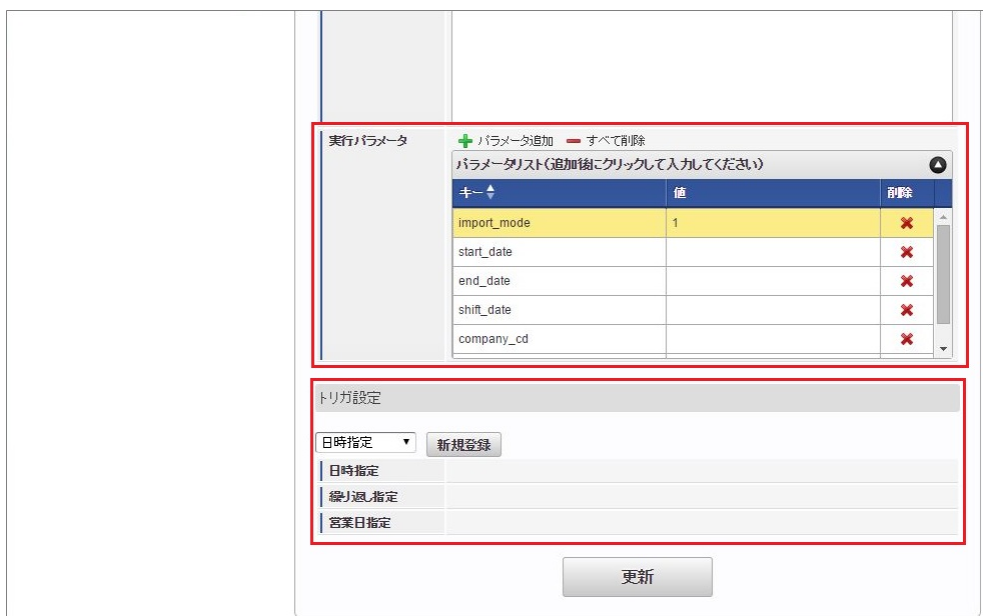 実行パラメータ
パラメータ追加 すべて削除
パラメータリスト(追加後にクリックして入力してください)
キー 値 削除
import_mode 1
start_date
end_date
shift_date
company_cd
トリガ設定
日時指定 新規登録
日時指定
繰り返し指定
営業日指定
更新